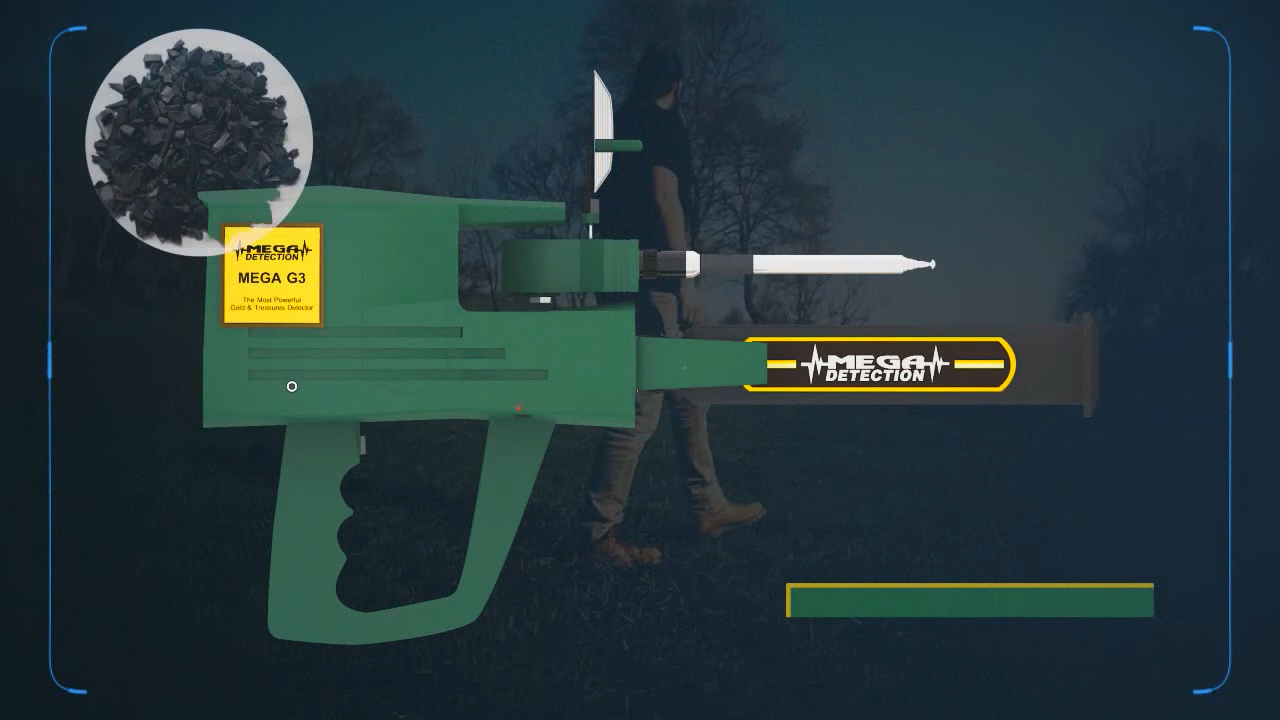 MEGA
DETECTION
MEGA G3
The Most Powerful
Gold & Treasures Detector
MEGA
DETECTION